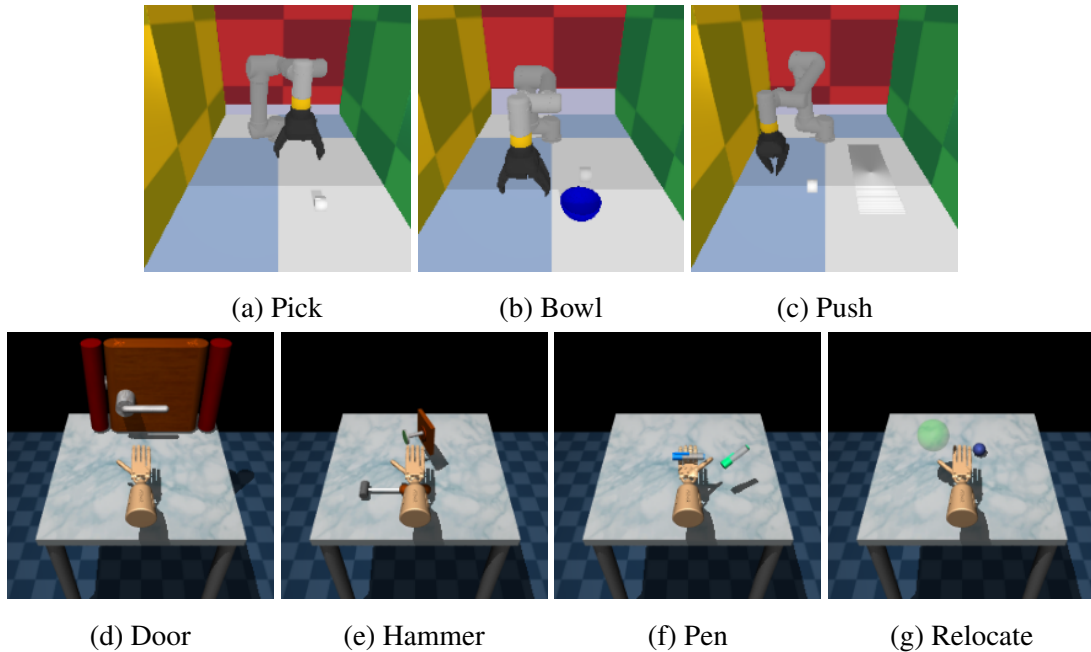 (a) Pick
(b) Bowl
(c) Push
(d) Door
(e) Hammer
(f) Pen
(g) Relocate